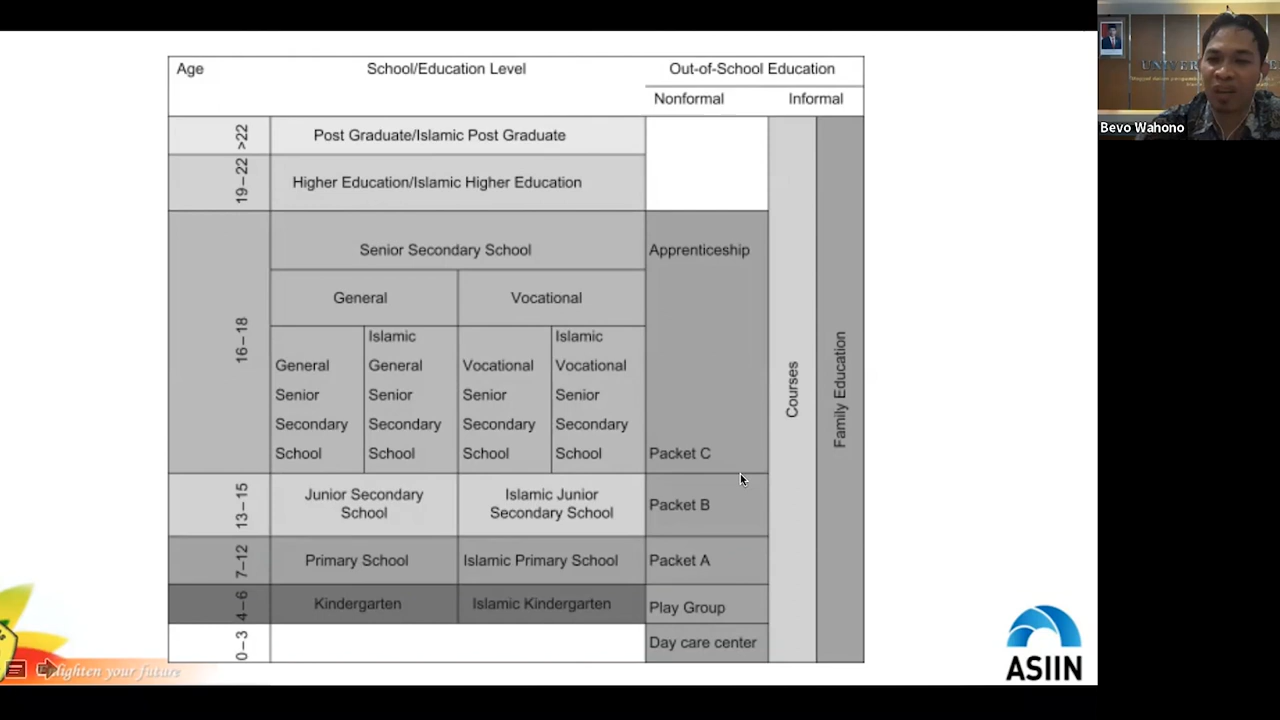 Age
School/Education Level
Out-of-School Education
Nonformal
Informal
>22
Post Graduate/Islamic Post Graduate
19–22
Higher Education/Islamic Higher Education
16–18
Senior Secondary School
Apprenticeship
General
Vocational
General
Senior
Secondary
School
Islamic
General
Senior
Secondary
School
Vocational
Senior
Secondary
School
Islamic
Vocational
Senior
Secondary
School
Packet C
Courses
Family Education
13–15
Junior Secondary
School
Islamic Junior
Secondary School
Packet B
7–12
Primary School
Islamic Primary School
Packet A
4–6
Kindergarten
Islamic Kindergarten
Play Group
0–3
Day care center
Enlighten your future
ASIIN
Bevo Wahono